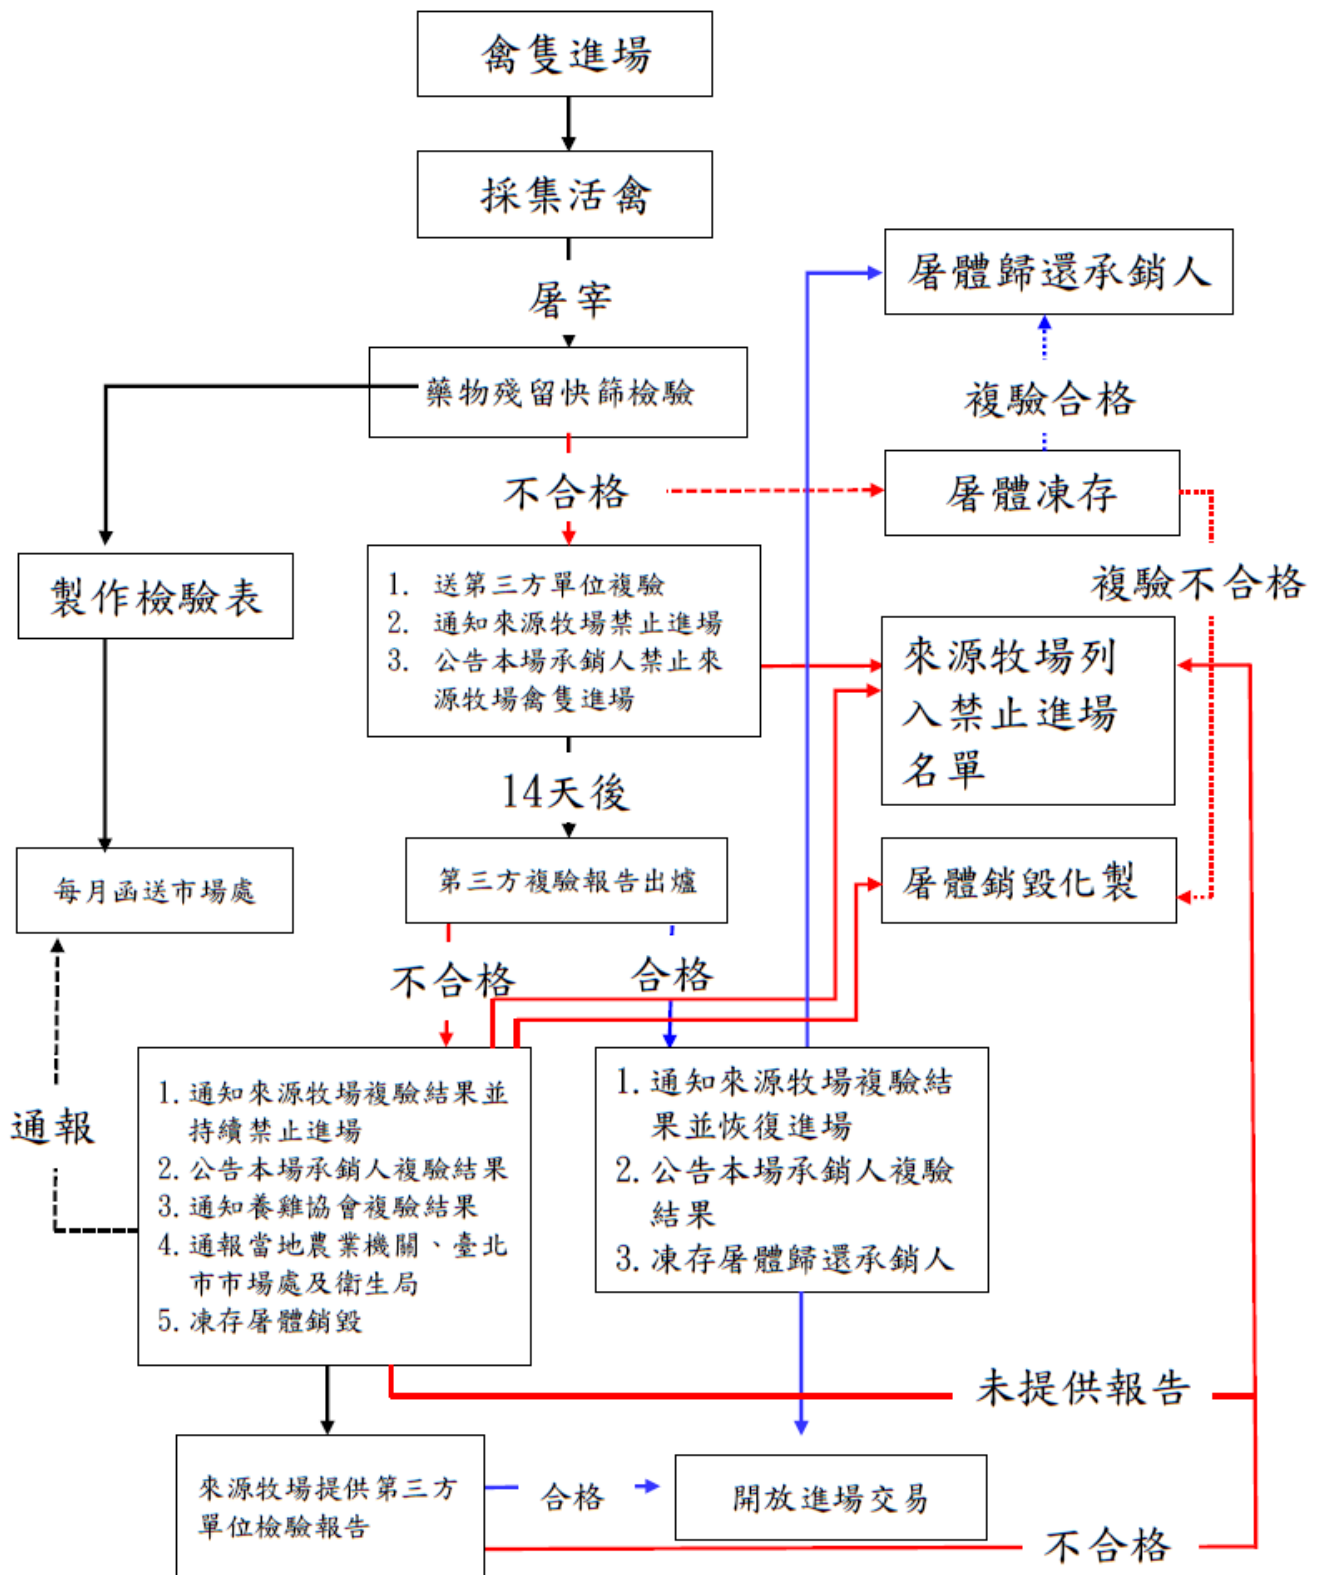 禽隻進場
採集活禽
屠宰
屠體歸還承銷人
藥物殘留快篩檢驗
複驗合格
不合格
屠體凍存
製作檢驗表
1. 送第三方單位複驗
2. 通知來源牧場禁止進場
3. 公告本場承銷人禁止來
源牧場禽隻進場
複驗不合格
來源牧場列
入禁止進場
名單
14天後
每月函送市場處
第三方複驗報告出爐
屠體銷毀化製
不合格
合格
通報
1. 通知來源牧場複驗結果並
持續禁止進場
2. 公告本場承銷人複驗結果
3. 通知養雞協會複驗結果
4. 通報當地農業機關、臺北
市市場處及衛生局
5. 凍存屠體銷毀
1. 通知來源牧場複驗結
果並恢復進場
2. 公告本場承銷人複驗
結果
3. 凍存屠體歸還承銷人
未提供報告
來源牧場提供第三方
單位檢驗報告
合格
開放進場交易
不合格